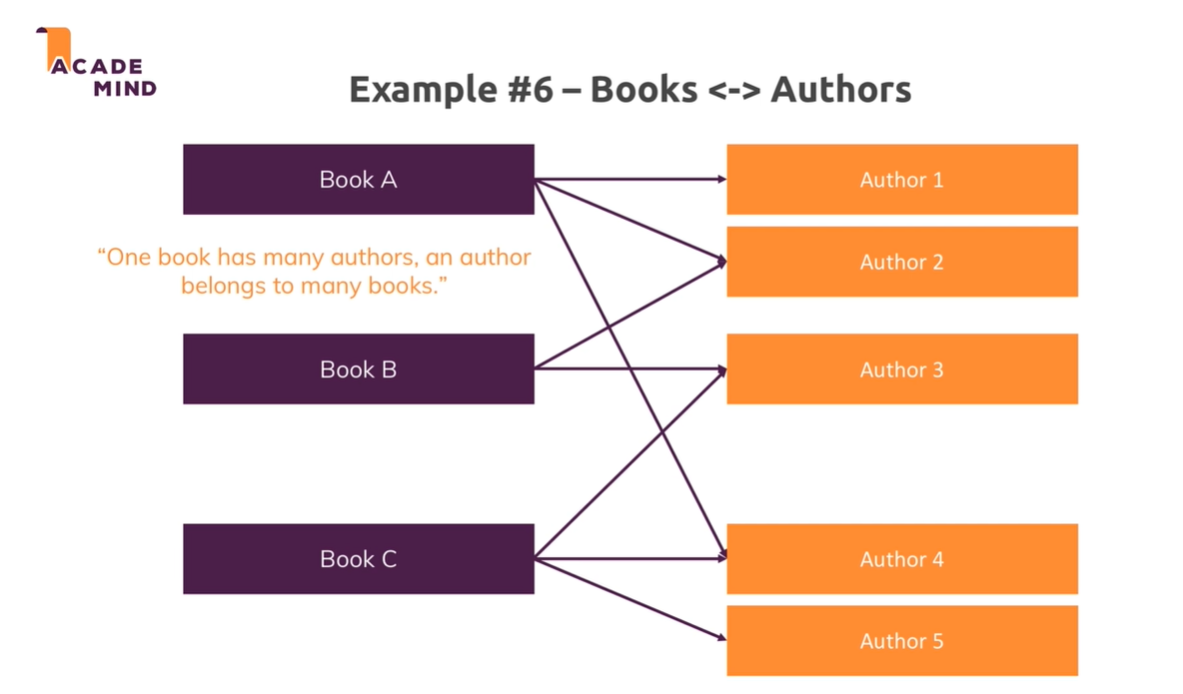 ACADE
MIND
Example #6 – Books <-> Authors
Book A
Author 1
Author 2
“One book has many authors, an author
belongs to many books.”
Book B
Author 3
Book C
Author 4
Author 5